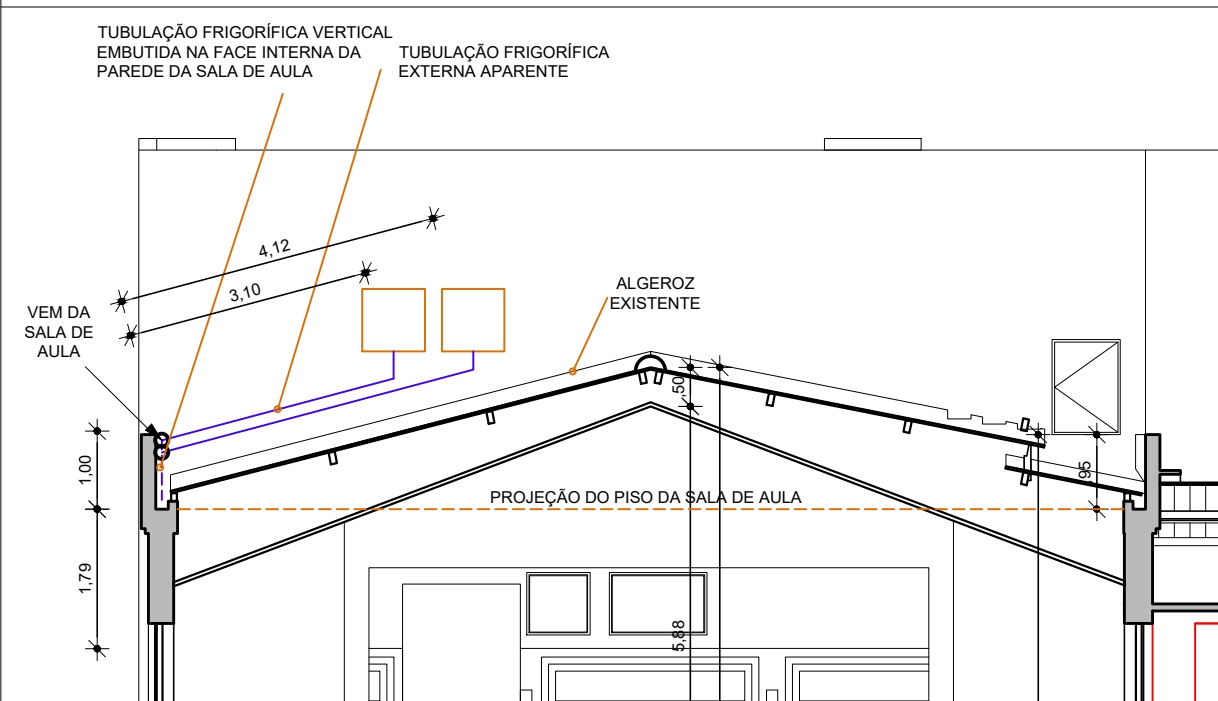 TUBULAÇÃO FRIGORÍFICA VERTICAL
EMBUTIDA NA FACE INTERNA DA
PAREDE DA SALA DE AULA
TUBULAÇÃO FRIGORÍFICA
EXTERNA APARENTE
4,12
3,10
ALGEROZ
EXISTENTE
VEM DA
SALA DE
AULA
,50
1,00
,95
PROJEÇÃO DO PISO DA SALA DE AULA
1,79
5,88